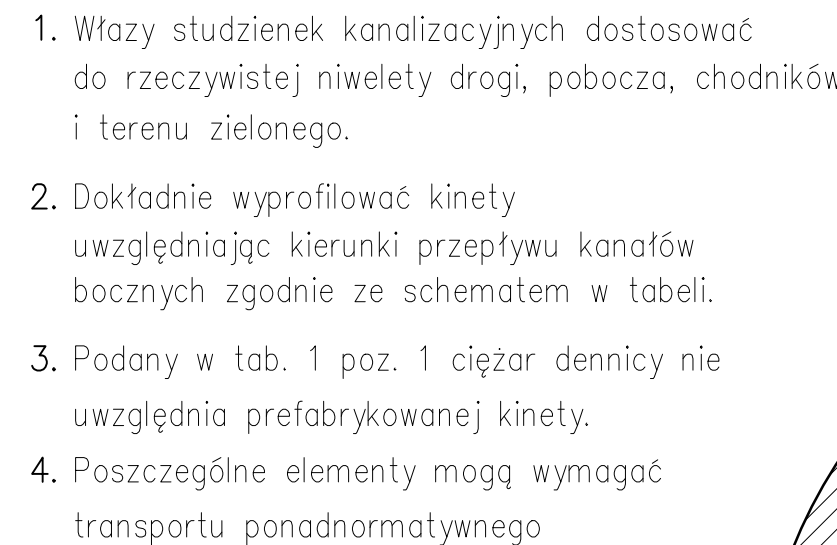 1. Włazy studzienek kanalizacyjnych dostosować
do rzeczywistej niwelety drogi, pobocza, chodników
i terenu zielonego.
2. Dokładnie wyprofilować kinety
uwzględniając kierunki przepływu kanałów
bocznych zgodnie ze schematem w tabeli.
3. Podany w tab. 1 poz. 1 ciężar dennicy nie
uwzględnia prefabrykowanej kinety.
4. Poszczególne elementy mogą wymagać
transportu ponadnormatywnego